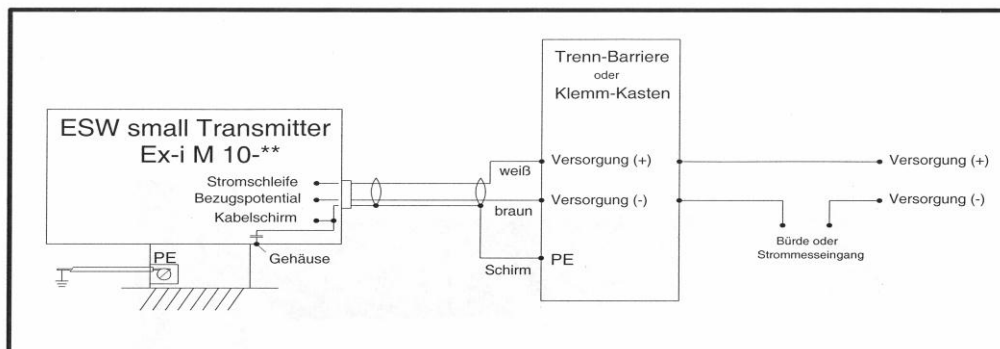 Trenn-Barriere
oder
Klemm-Kasten
ESW small Transmitter
Ex-i M 10-**
Stromschleife
Bezugspotential
Kabelschirm
Gehäuse
PE
weiß
braun
Schirm
Versorgung (+)
Versorgung (-)
PE
Versorgung (+)
Versorgung (-)
Bürde oder
Strommesseingang